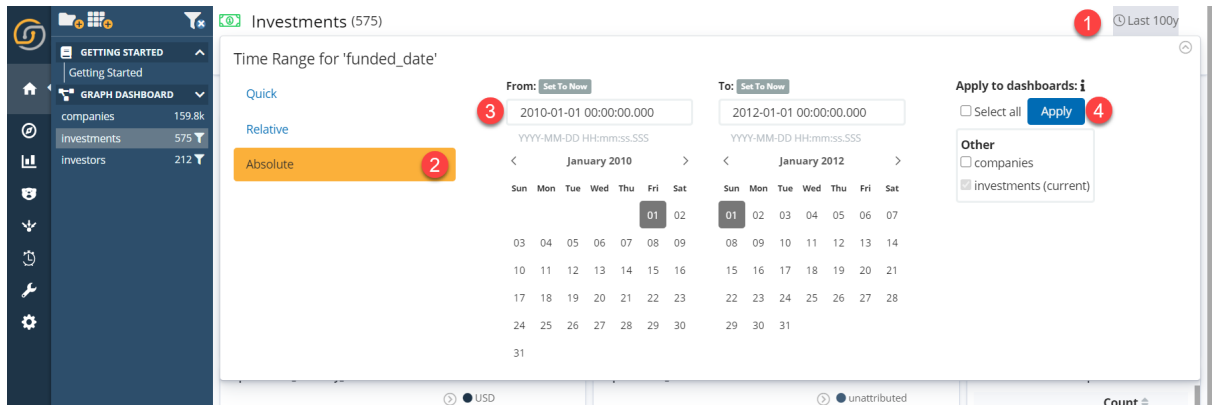 Investments (575)
1
Last 100y
GETTING STARTED
Getting Started
GRAPH DASHBOARD
companies 159.8k
investments 575
investors 212
Time Range for 'funded_date'
Quick
Relative
Absolute
2
From: Set To Now
3
2010-01-01 00:00:00.000
YYYY-MM-DD HH:mm:ss.SSS
January 2010
Sun Mon Tue Wed Thu Fri Sat
01 02
03 04 05 06 07 08 09
10 11 12 13 14 15 16
17 18 19 20 21 22 23
24 25 26 27 28 29 30
31
To: Set To Now
2012-01-01 00:00:00.000
YYYY-MM-DD HH:mm:ss.SSS
January 2012
Sun Mon Tue Wed Thu Fri Sat
01 02 03 04 05 06 07
08 09 10 11 12 13 14
15 16 17 18 19 20 21
22 23 24 25 26 27 28
29 30 31
Apply to dashboards:
Select all Apply
4
Other
companies
investments (current)
USD
unattributed
Count